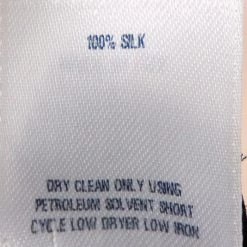 100% SILK
DRY CLEAN ONLY USING
PETROLEUM SOLVENT SHORT
CYCLE LOW DRYER LOW IRON